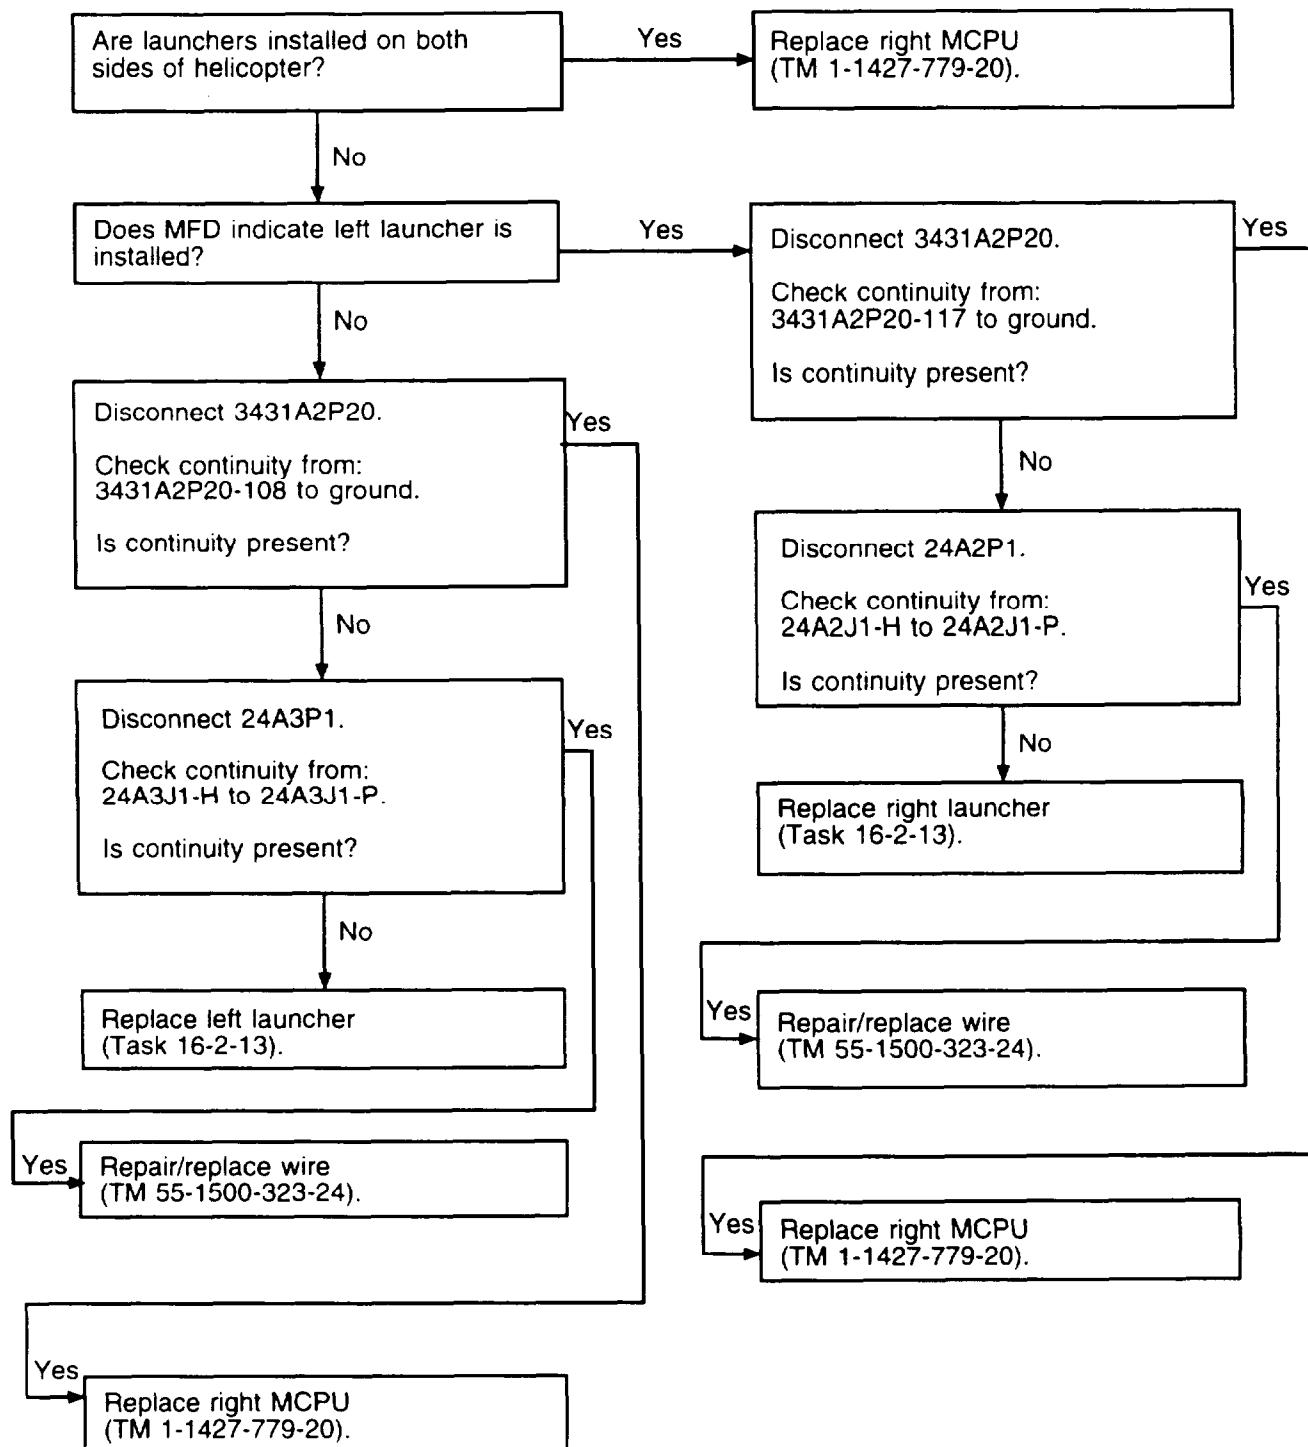 Are launchers installed on both
sides of helicopter?
Yes
Replace right MCPU
(TM 1-1427-779-20).
No
Does MFD indicate left launcher is
installed?
Yes
Disconnect 3431A2P20.
Check continuity from:
3431A2P20-117 to ground.
Is continuity present?
Yes
No
Disconnect 3431A2P20.
Check continuity from:
3431A2P20-108 to ground.
Is continuity present?
Yes
No
Disconnect 24A2P1.
Check continuity from:
24A2J1-H to 24A2J1-P.
Is continuity present?
Yes
No
Disconnect 24A3P1.
Check continuity from:
24A3J1-H to 24A3J1-P.
Is continuity present?
Yes
No
Replace right launcher
(Task 16-2-13).
No
Replace left launcher
(Task 16-2-13).
Yes
Repair/replace wire
(TM 55-1500-323-24).
Yes
Repair/replace wire
(TM 55-1500-323-24).
Yes
Replace right MCPU
(TM 1-1427-779-20).
Yes
Replace right MCPU
(TM 1-1427-779-20).